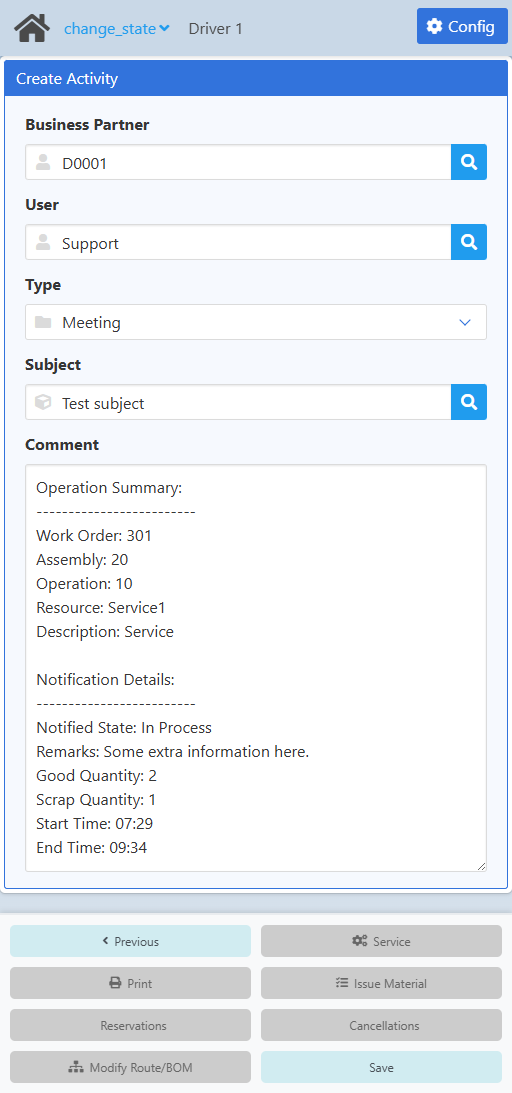 change_state Driver 1 Config
Create Activity
Business Partner
D0001
User
Support
Type
Meeting
Subject
Test subject
Comment
Operation Summary:
-------------------------
Work Order: 301
Assembly: 20
Operation: 10
Resource: Service1
Description: Service

Notification Details:
-------------------------
Notified State: In Process
Remarks: Some extra information here.
Good Quantity: 2
Scrap Quantity: 1
Start Time: 07:29
End Time: 09:34
Previous Service
Print Issue Material
Reservations Cancellations
Modify Route/BOM Save